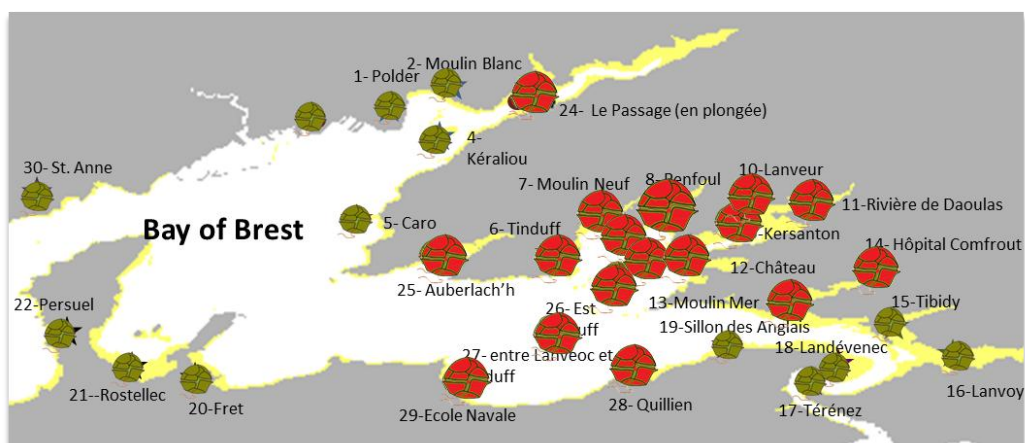 2- Moulin Blanc
1- Polder
24- Le Passage (en plongée)
4-
Kéraliou
30- St. Anne
10-Lanveur
8- Penfoul
7- Moulin Neuf
11-Rivière de Daoulas
Bay of Brest
5- Caro
6- Tinduff
Kersanton
14- Hôpital Comfrout
12-Château
25- Auberlach’h
22-Persuel
26- Est
uff
13-Moulin Mer
15-Tibidy
19-Sillon des Anglais
18-Landévenec
27- entre Lanveoc et
duff
16-Lanvoy
21--Rostellec
20-Fret
29-Ecole Navale
28- Quillien
17-Térénez